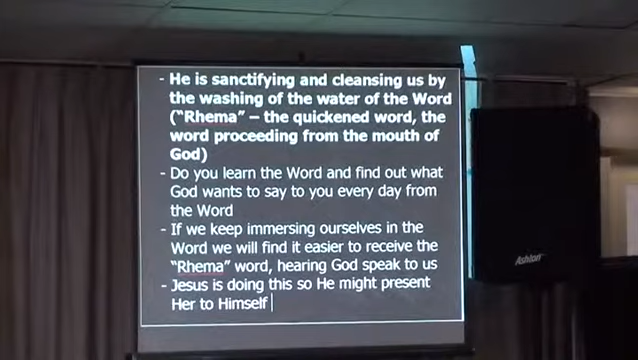 - He is sanctifying and cleansing us by
the washing of the water of the Word
("Rhema" – the quickened word, the
word proceeding from the mouth of
God)
- Do you learn the Word and find out what
God wants to say to you every day from
the Word
- If we keep immersing ourselves in the
Word we will find it easier to receive the
"Rhema" word, hearing God speak to us
- Jesus is doing this so He might present
Her to Himself
Ashton